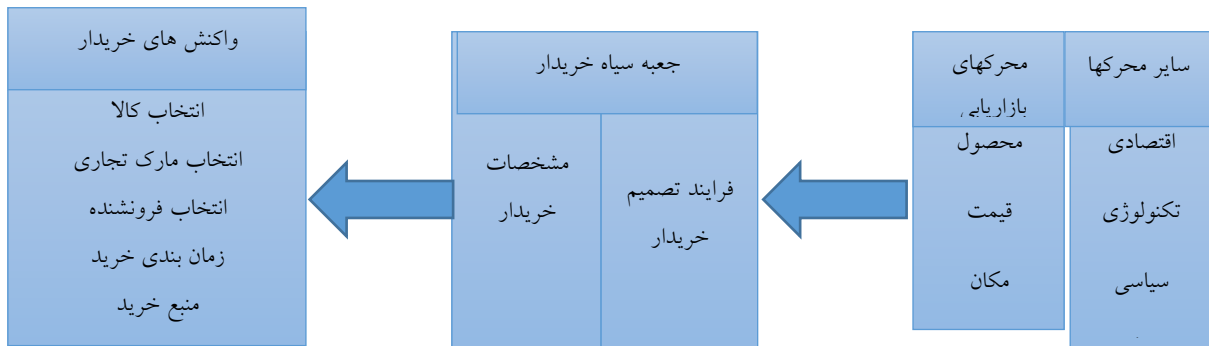 سایر محرکها
اقتصادی
تکنولوژی
سیاسی
محرکهای
بازاریابی
محصول
قیمت
مکان
جعبه سیاه خریدار
فرایند تصمیم
خریدار
مشخصات
خریدار
واکنش های خریدار
انتخاب کالا
انتخاب مارک تجاری
انتخاب فرونشنده
زمان بندی خرید
منبع خرید